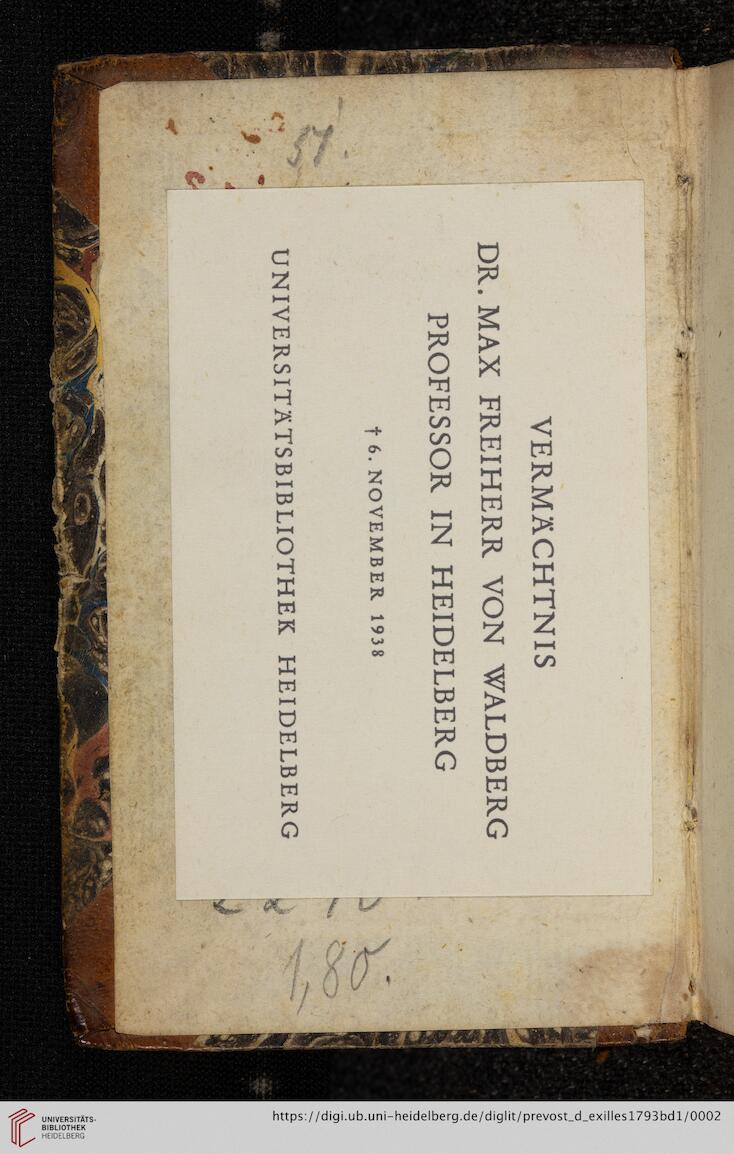 51.
VERMÄCHTNIS
DR. MAX FREIHERR VON WALDBERG
PROFESSOR IN HEIDELBERG
† 6. NOVEMBER 1938
UNIVERSITÄTSBIBLIOTHEK HEIDELBERG
1,80.
UNIVERSITÄTS-
BIBLIOTHEK
HEIDELBERG
https://digi.ub.uni-heidelberg.de/diglit/prevost_d_exilles1793bd1/0002